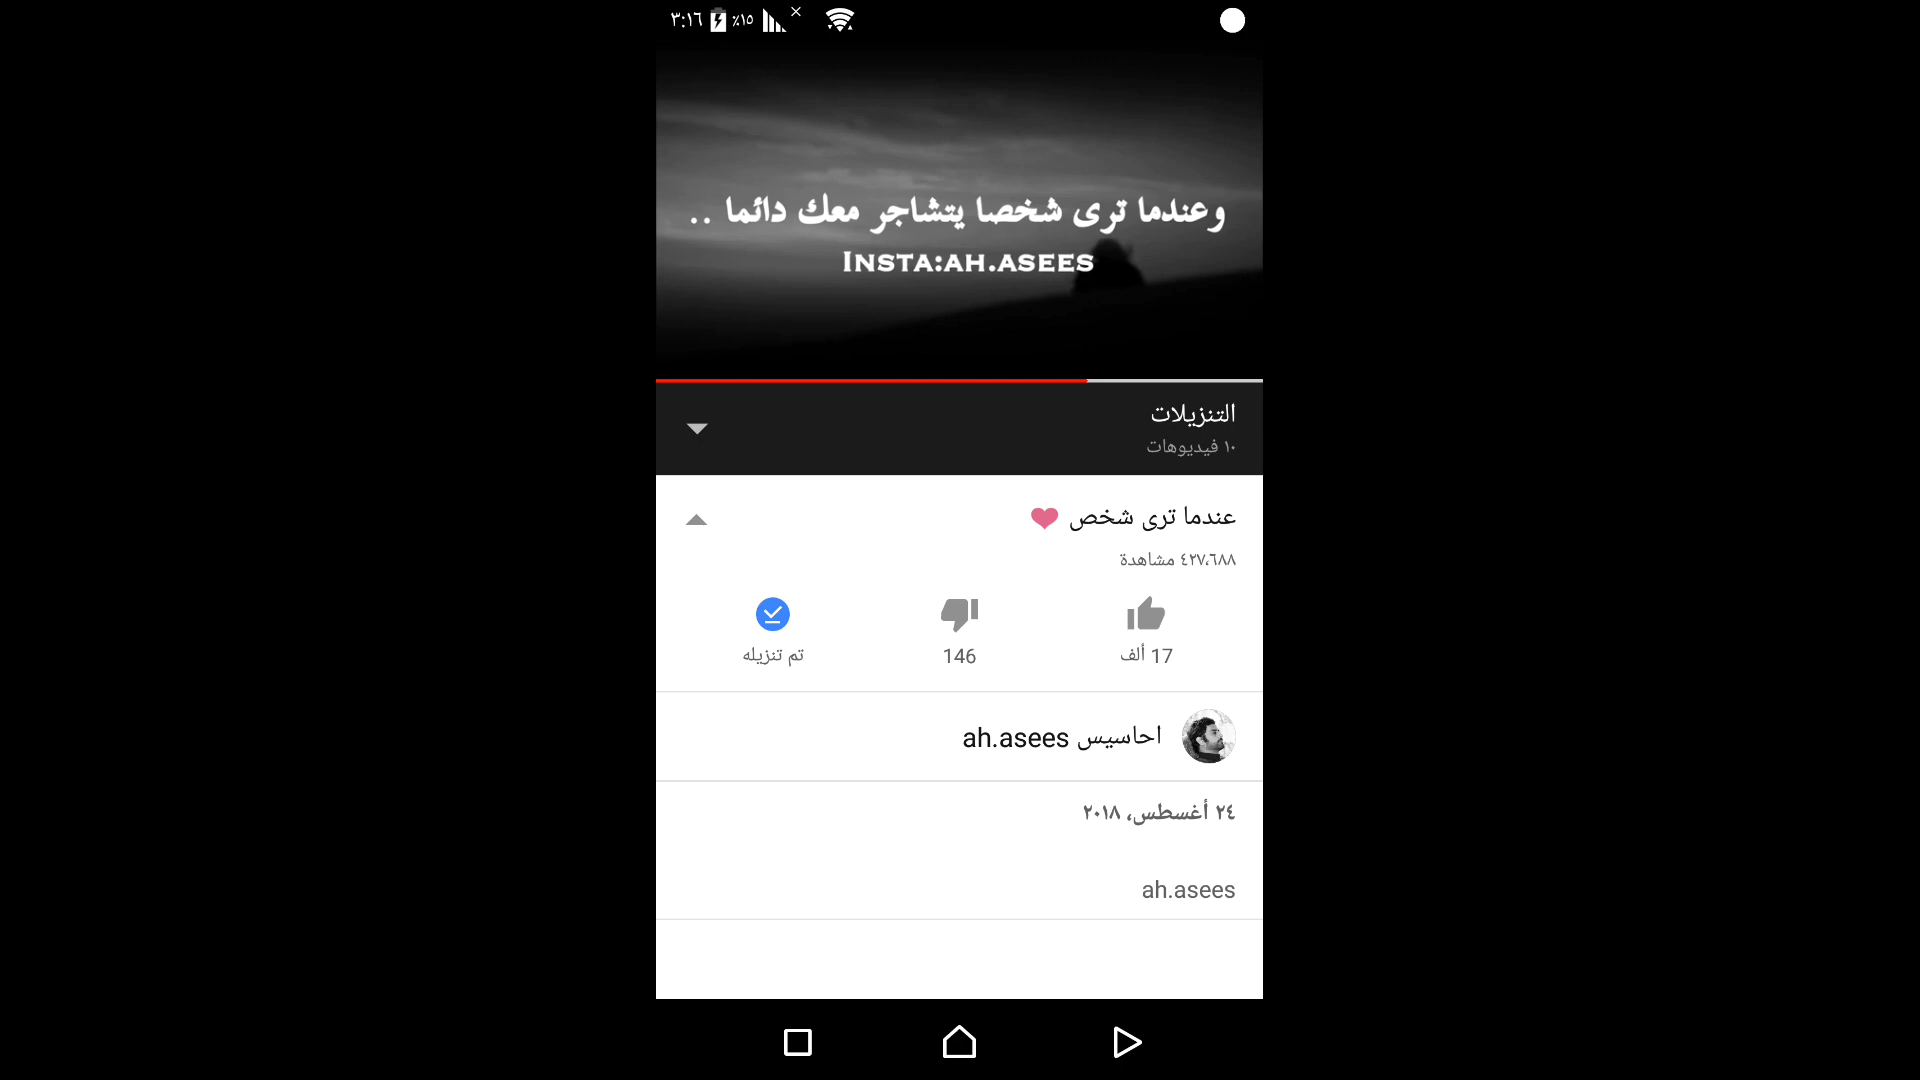 ٣:١٦ ٪١٥
وعندما ترى شخصا يتشاجر معك دائما ..
INSTA:AH.ASEES
التنزيلات
١٠ فيديوهات
عندما ترى شخص
٤٢٧،٦٨٨ مشاهدة
17 ألف
146
تم تنزيله
احاسيس ah.asees
٢٤ أغسطس، ٢٠١٨
ah.asees